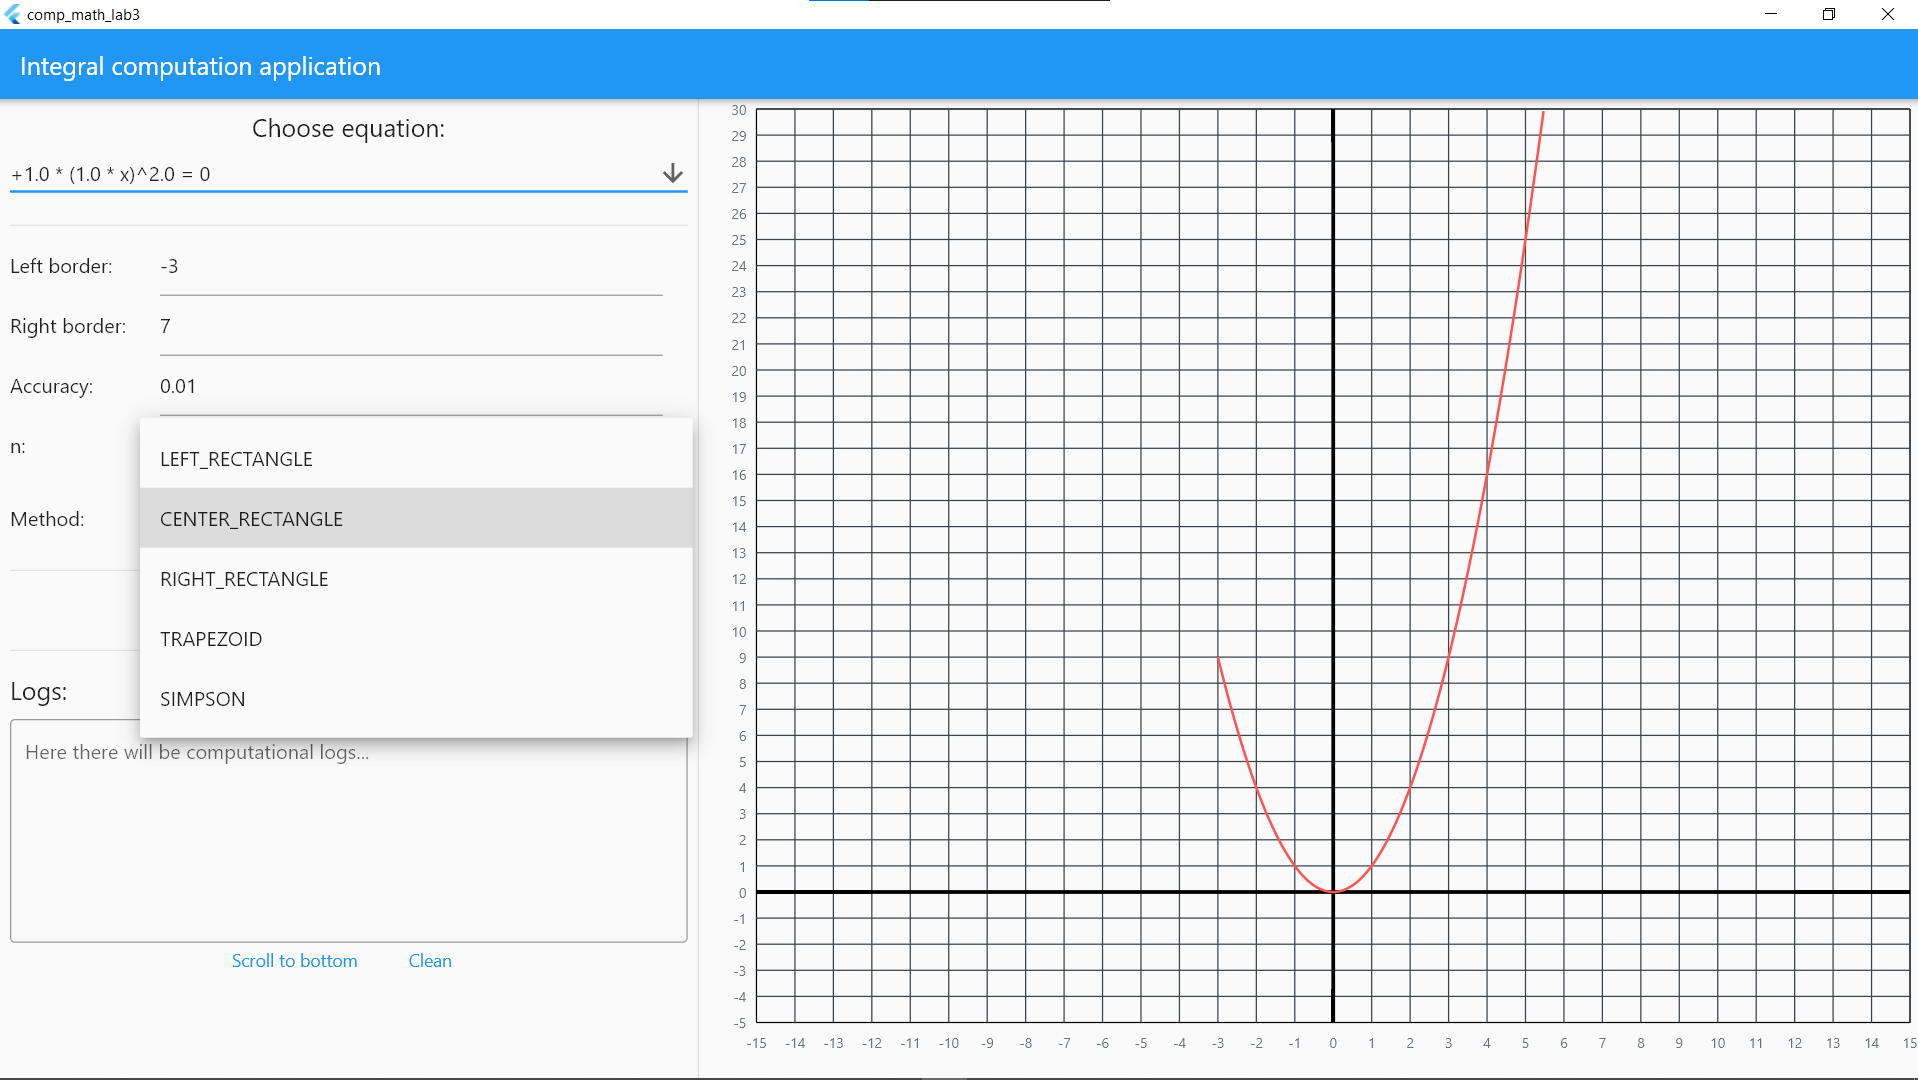 comp_math_lab3
Integral computation application
Choose equation:
+1.0 * (1.0 * x)^2.0 = 0
Left border: -3
Right border: 7
Accuracy: 0.01
n:
Method:
LEFT_RECTANGLE
CENTER_RECTANGLE
RIGHT_RECTANGLE
TRAPEZOID
SIMPSON
Logs:
Here there will be computational logs...
Scroll to bottom Clean
30
29
28
27
26
25
24
23
22
21
20
19
18
17
16
15
14
13
12
11
10
9
8
7
6
5
4
3
2
1
0
-1
-2
-3
-4
-5
-15 -14 -13 -12 -11 -10 -9 -8 -7 -6 -5 -4 -3 -2 -1 0 1 2 3 4 5 6 7 8 9 10 11 12 13 14 15